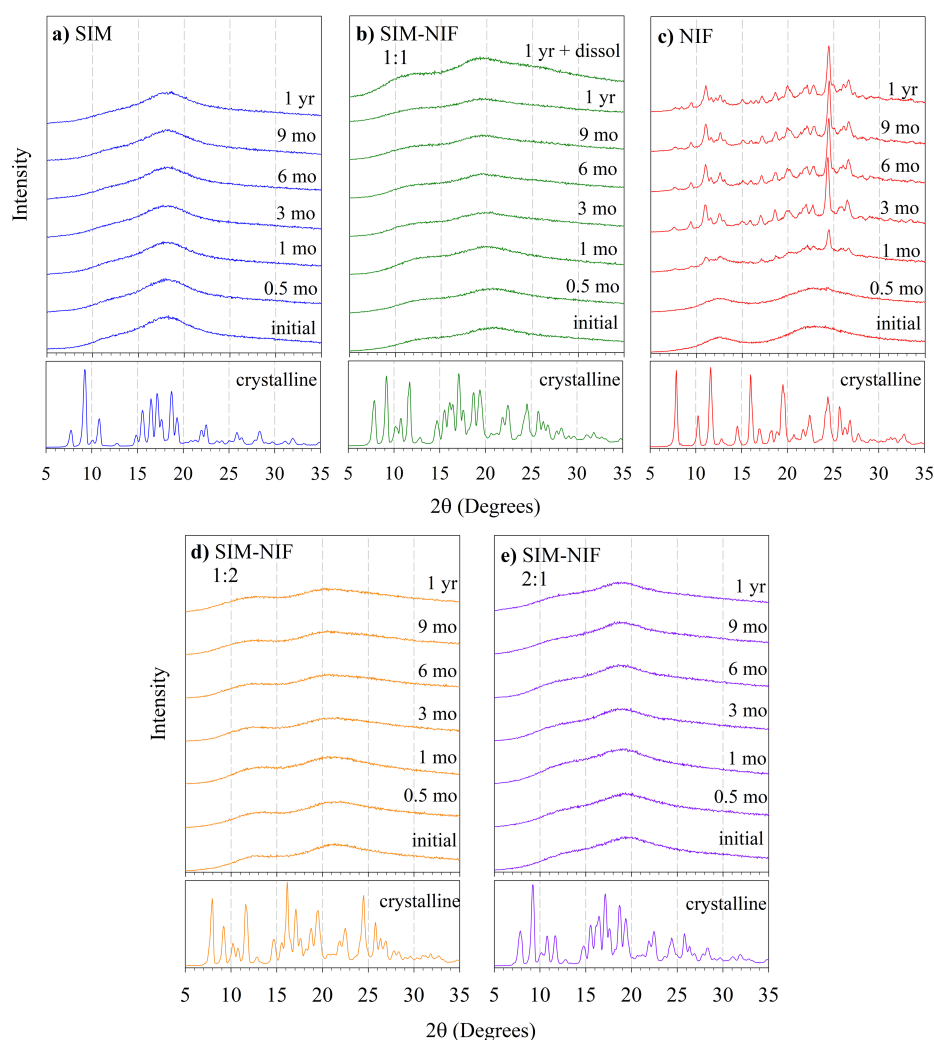 a) SIM
1 yr
9 mo
6 mo
3 mo
1 mo
0.5 mo
initial
crystalline
5 10 15 20 25 30 35
Intensity
b) SIM-NIF
1:1
1 yr + dissol
1 yr
9 mo
6 mo
3 mo
1 mo
0.5 mo
initial
crystalline
5 10 15 20 25 30 35
c) NIF
1 yr
9 mo
6 mo
3 mo
1 mo
0.5 mo
initial
crystalline
5 10 15 20 25 30 35
2θ (Degrees)
d) SIM-NIF
1:2
1 yr
9 mo
6 mo
3 mo
1 mo
0.5 mo
initial
crystalline
5 10 15 20 25 30 35
Intensity
2θ (Degrees)
e) SIM-NIF
2:1
1 yr
9 mo
6 mo
3 mo
1 mo
0.5 mo
initial
crystalline
5 10 15 20 25 30 35
2θ (Degrees)